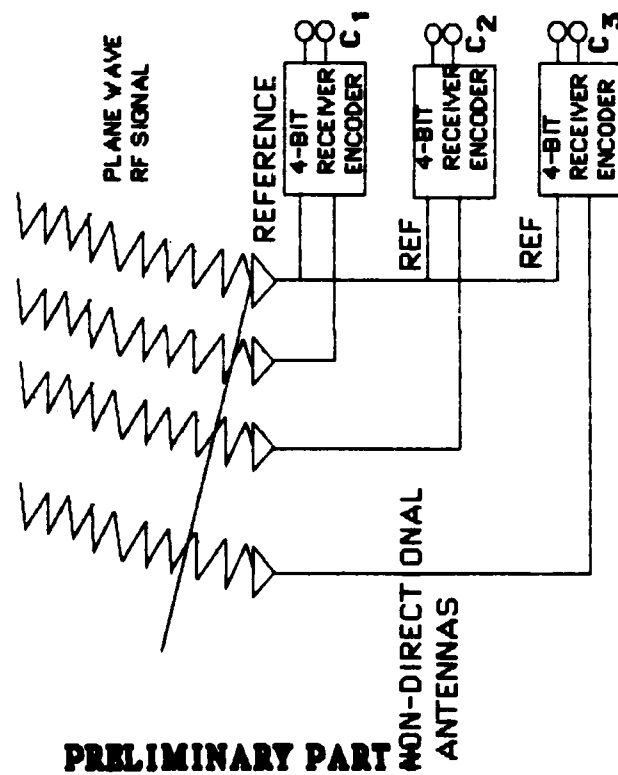 PLANE WAVE
RF SIGNAL
REFERENCE
4-BIT
RECEIVER
ENCODER
C1
REF
4-BIT
RECEIVER
ENCODER
C2
REF
4-BIT
RECEIVER
ENCODER
C3
NON-DIRECTIONAL
ANTENNAS
PRELIMINARY PART